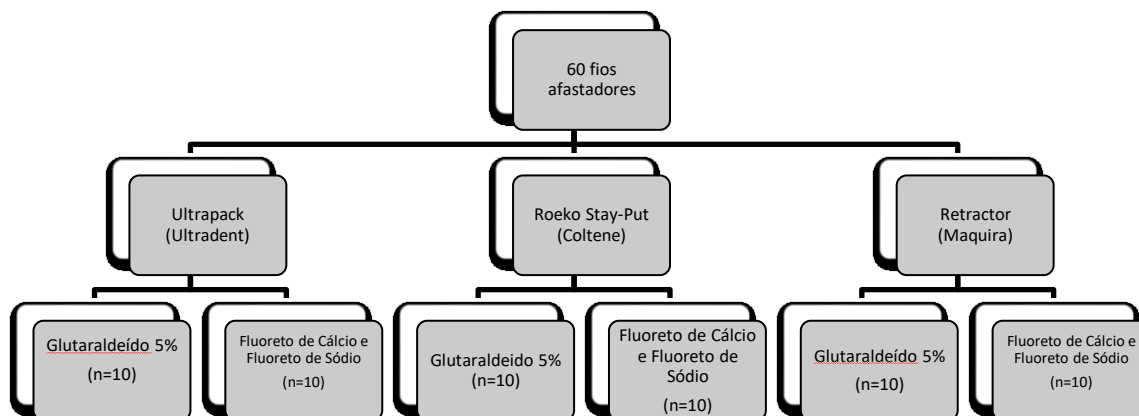 60 fios
afastadores
Ultrapack
(Ultradent)
Roeko Stay-Put
(Coltene)
Retractor
(Maquira)
Glutaraldeído 5%
(n=10)
Fluoreto de Cálcio e
Fluoreto de Sódio
(n=10)
Glutaraldeido 5%
(n=10)
Fluoreto de Cálcio
e Fluoreto de
Sódio
(n=10)
Glutaraldeído 5%
(n=10)
Fluoreto de Cálcio e
Fluoreto de Sódio
(n=10)